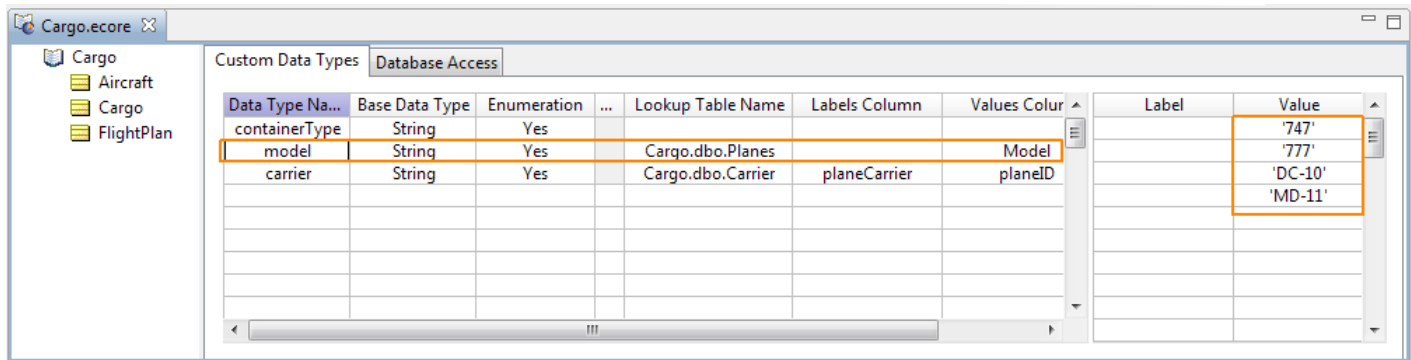 Cargo.ecore
Cargo
Aircraft
Cargo
FlightPlan
Custom Data Types Database Access
Data Type Na... Base Data Type Enumeration ... Lookup Table Name Labels Column Values Colur Label Value
containerType String Yes '747'
model String Yes Cargo.dbo.Planes Model '777'
carrier String Yes Cargo.dbo.Carrier planeCarrier planeID 'DC-10'
'MD-11'